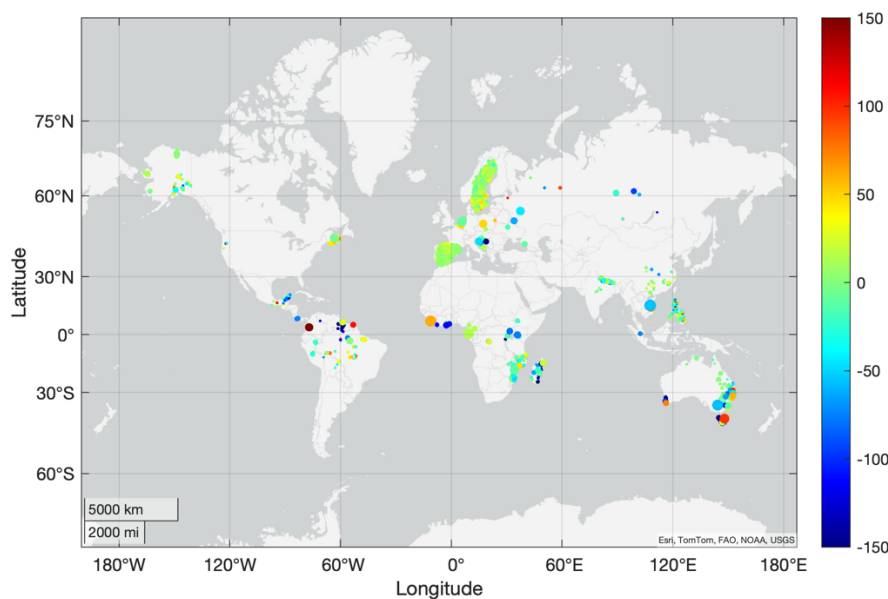 150
100
50
0
-50
-100
-150
75°N
60°N
30°N
0°
30°S
60°S
Latitude
5000 km
2000 mi
Esri, TomTom, FAO, NOAA, USGS
180°W 120°W 60°W 0° 60°E 120°E 180°E
Longitude